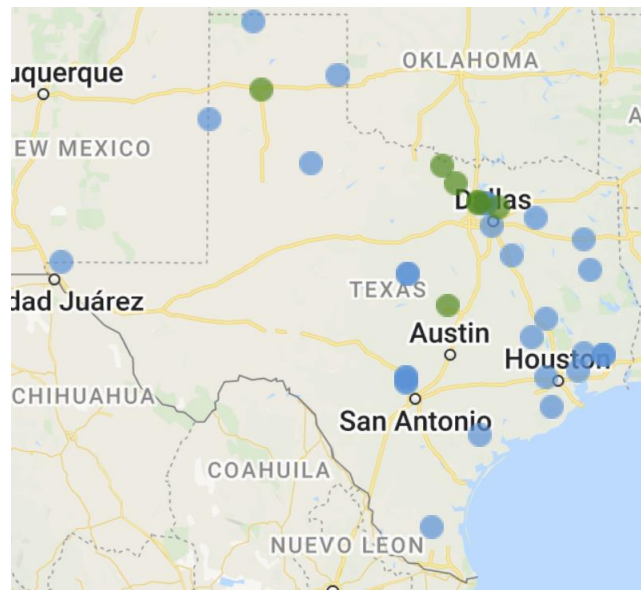 OKLAHOMA
uquerque
EW MEXICO
A
Dallas
TEXAS
dad Juárez
Austin
Houston
CHIHUAHUA
San Antonio
COAHUILA
NUEVO LEON